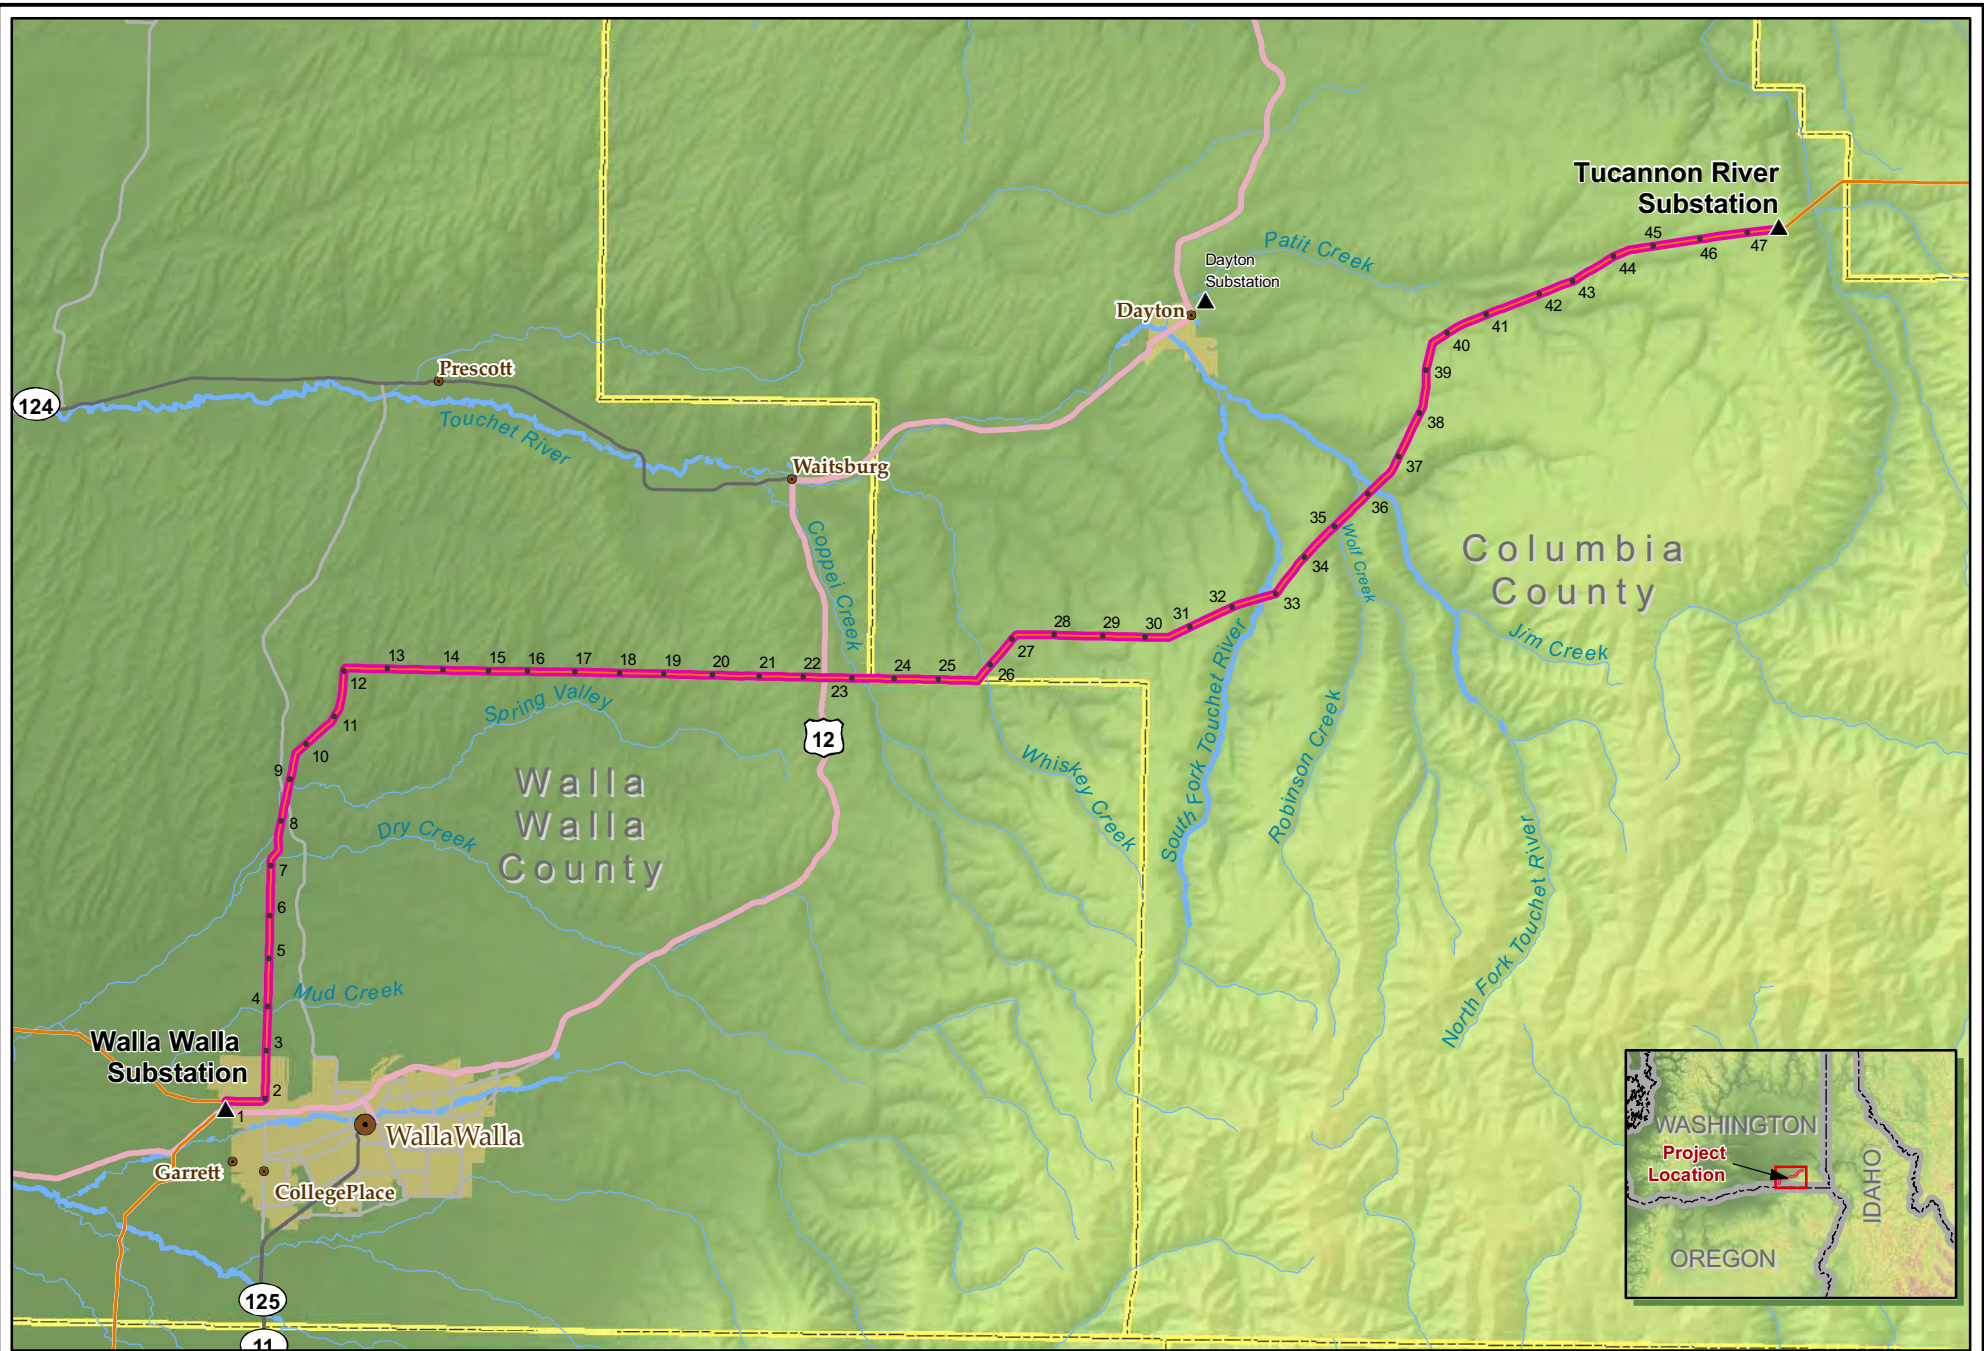 Tucannon River
Substation
45
46
47
44
43
42
41
40
39
38
37
36
35
34
33
32
31
30
29
28
27
26
25
24
23
22
21
20
19
18
17
16
15
14
13
12
11
10
9
8
7
6
5
4
3
2
1
Patit Creek
Dayton
Substation
Dayton
Prescott
124
Touchet River
Waitsburg
Coppei Creek
Wolf Creek
Columbia
County
Jim Creek
Spring Valley
12
Walla
Walla
County
Whiskey Creek
South Fork Touchet River
Robinson Creek
North Fork Touchet River
Dry Creek
Mud Creek
Walla Walla
Substation
WallaWalla
Garrett
CollegePlace
125
11
WASHINGTON
Project
Location
IDAHO
OREGON